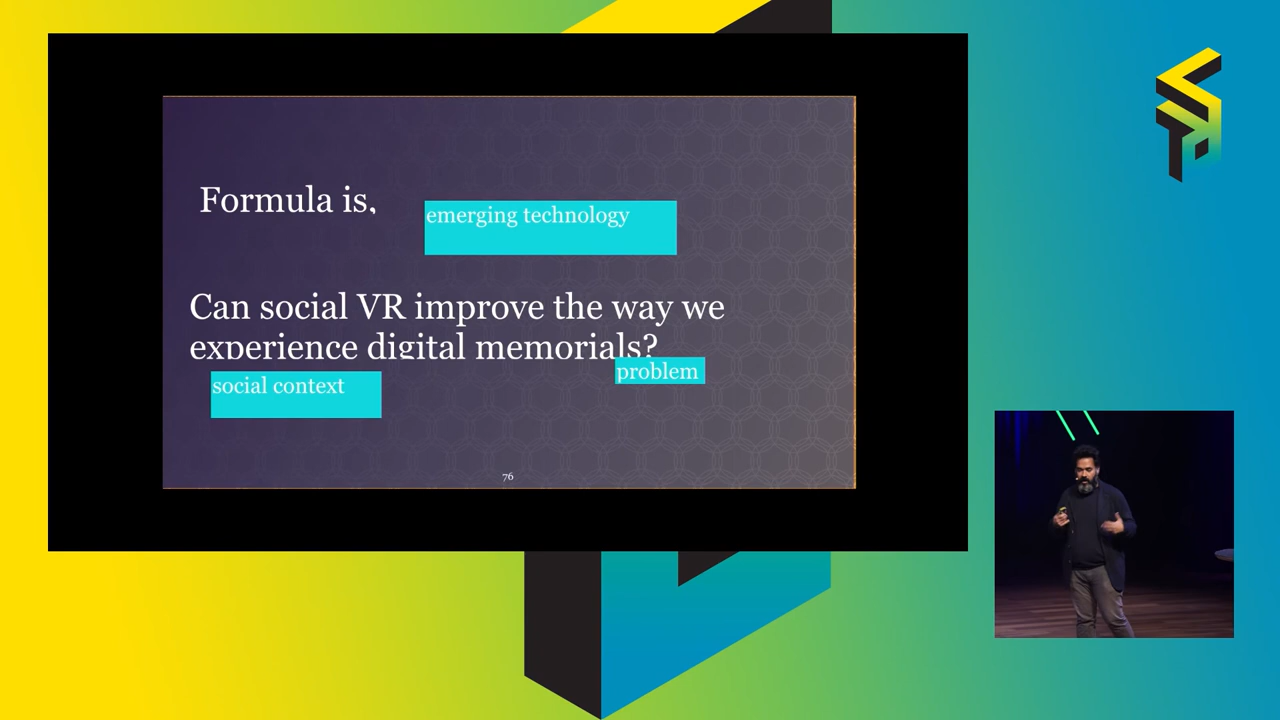 Formula is,
emerging technology
Can social VR improve the way we
experience digital memorials?
problem
social context
76